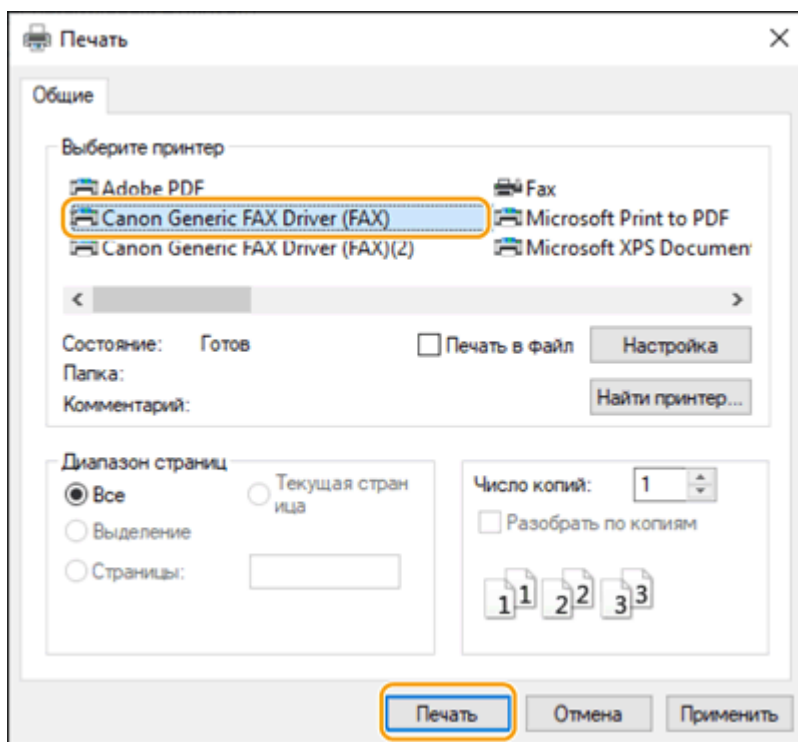 Печать
Общие
Выберите принтер
Adobe PDF
Fax
Canon Generic FAX Driver (FAX)
Microsoft Print to PDF
Canon Generic FAX Driver (FAX)(2)
Microsoft XPS Documen
Состояние: Готов
Печать в файл
Настройка
Папка:
Комментарий:
Найти принтер...
Диапазон страниц
Все
Текущая стран
ица
Выделение
Страницы:
Число копий: 1
Разобрать по копиям
1 1 2 2 3 3
Печать
Отмена
Применить